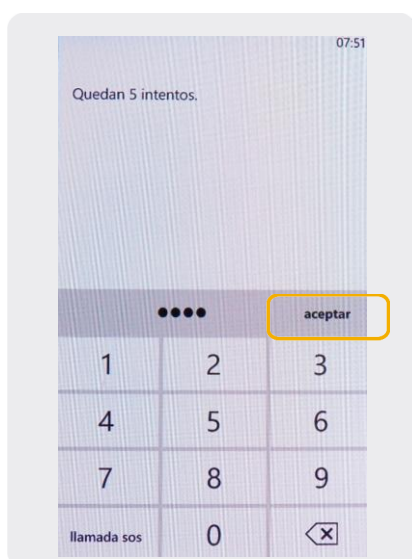 07:51
Quedan 5 intentos.
●●●● aceptar
1 2 3
4 5 6
7 8 9
llamada sos 0